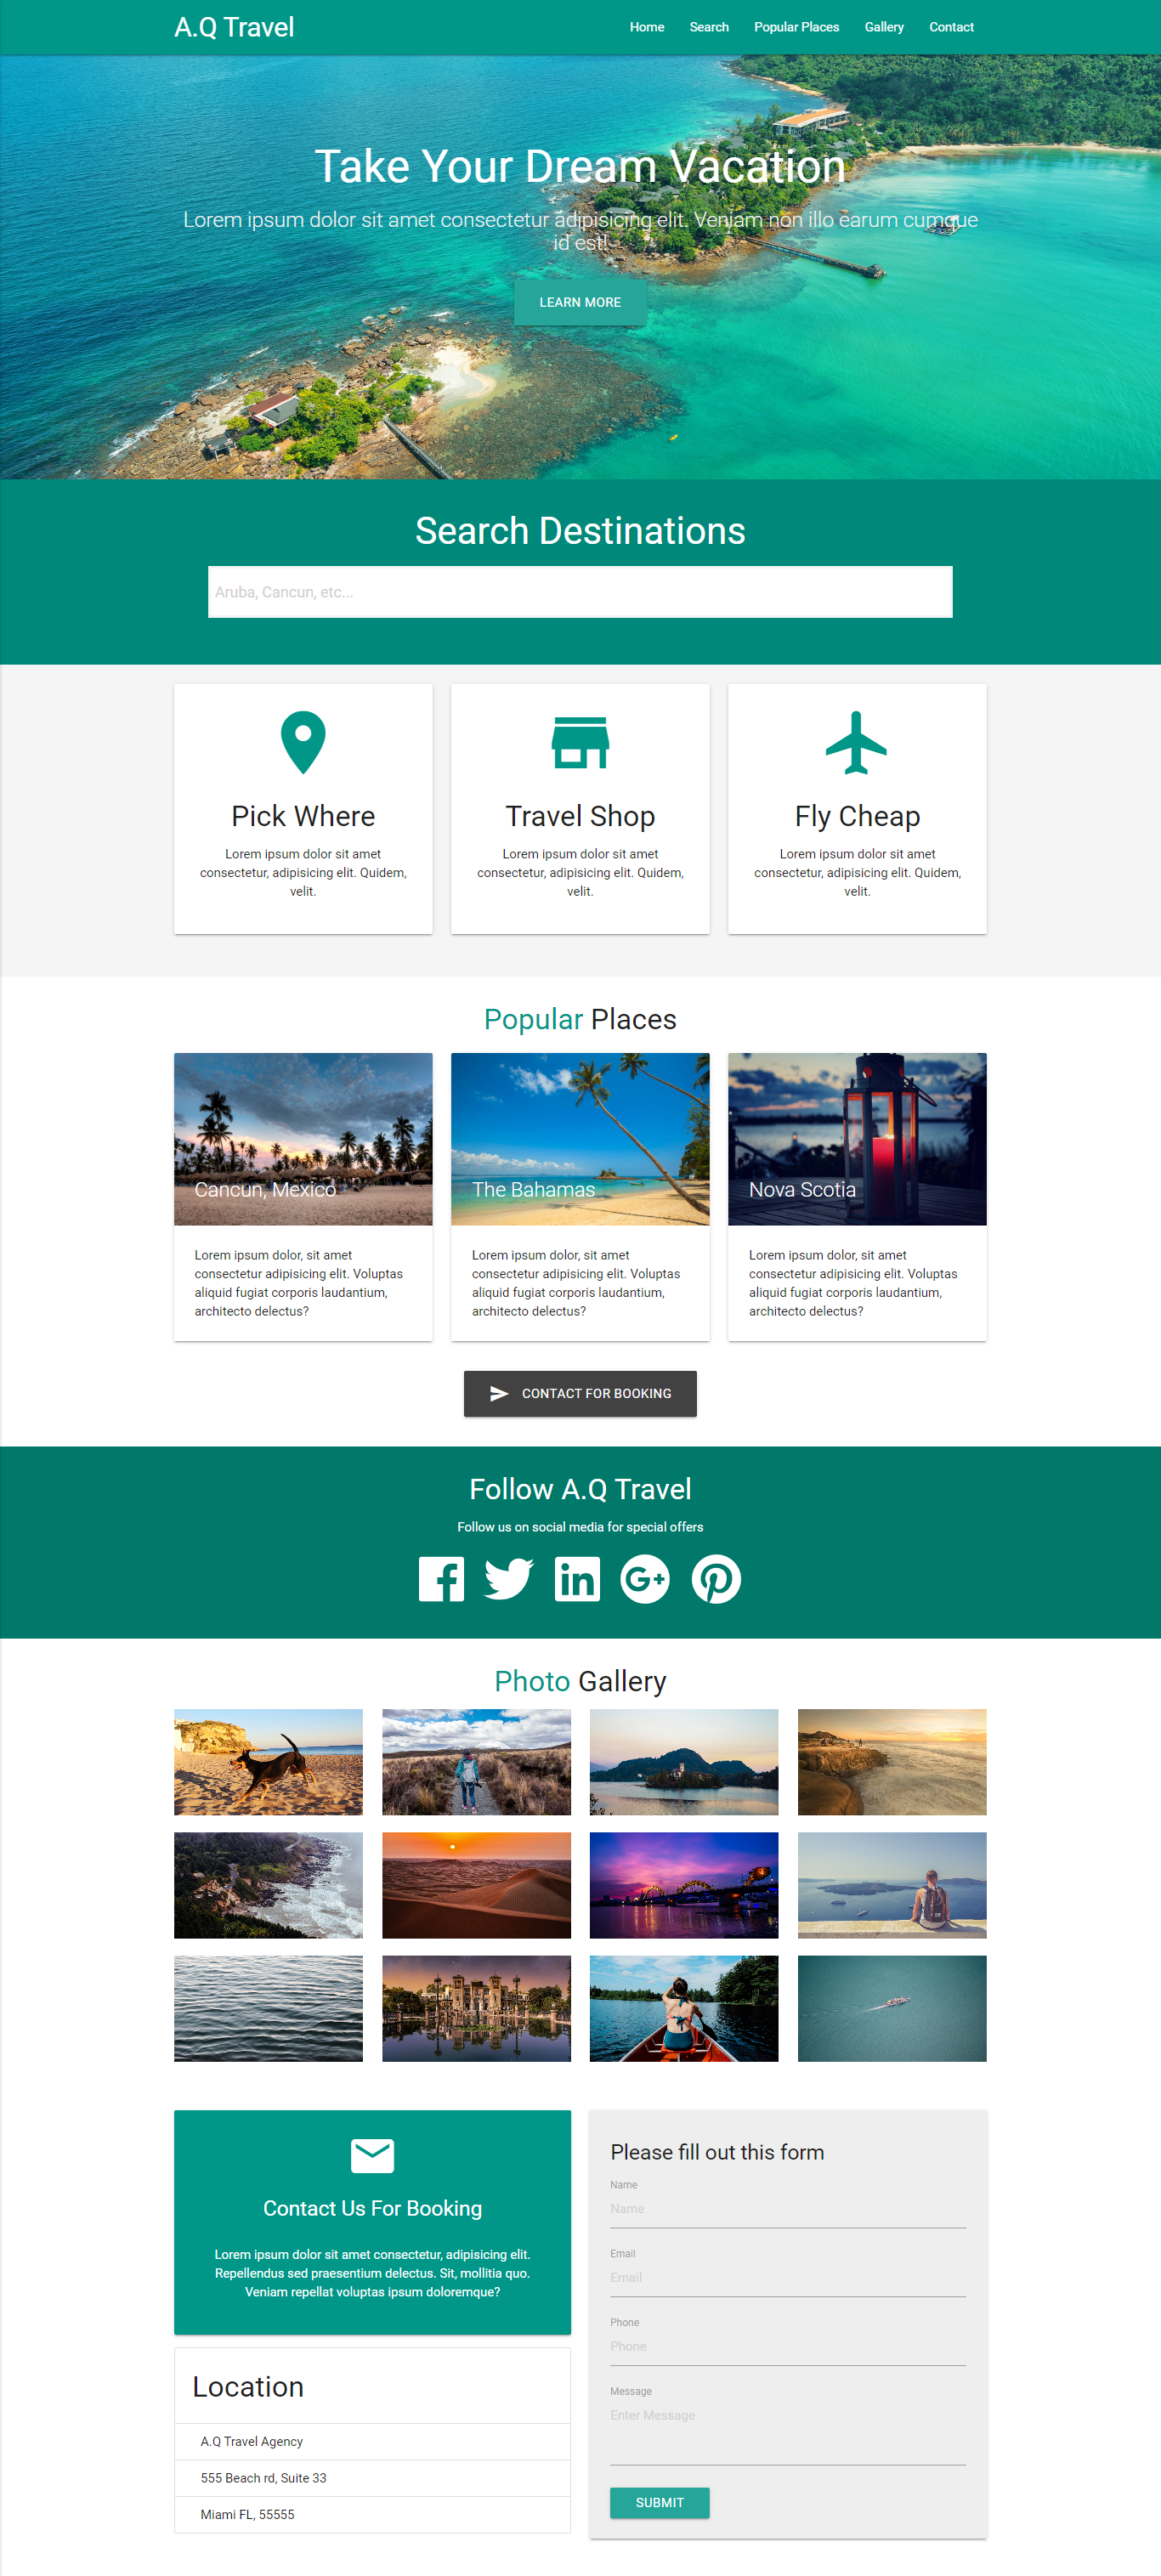 A.Q Travel
Home Search Popular Places Gallery Contact
Take Your Dream Vacation
Lorem ipsum dolor sit amet consectetur adipisicing elit. Veniam non illo earum cumque
id est!
LEARN MORE
Search Destinations
Aruba, Cancun, etc...
Pick Where
Lorem ipsum dolor sit amet
consectetur, adipisicing elit. Quidem,
velit.
Travel Shop
Lorem ipsum dolor sit amet
consectetur, adipisicing elit. Quidem,
velit.
Fly Cheap
Lorem ipsum dolor sit amet
consectetur, adipisicing elit. Quidem,
velit.
Popular Places
Cancun, Mexico
Lorem ipsum dolor, sit amet
consectetur adipisicing elit. Voluptas
aliquid fugiat corporis laudantium,
architecto delectus?
The Bahamas
Lorem ipsum dolor, sit amet
consectetur adipisicing elit. Voluptas
aliquid fugiat corporis laudantium,
architecto delectus?
Nova Scotia
Lorem ipsum dolor, sit amet
consectetur adipisicing elit. Voluptas
aliquid fugiat corporis laudantium,
architecto delectus?
CONTACT FOR BOOKING
Follow A.Q Travel
Follow us on social media for special offers
Photo Gallery
Contact Us For Booking
Lorem ipsum dolor sit amet consectetur, adipisicing elit.
Repellendus sed praesentium delectus. Sit, mollitia quo.
Veniam repellat voluptas ipsum doloremque?
Location
A.Q Travel Agency
555 Beach rd, Suite 33
Miami FL, 55555
Please fill out this form
Name
Name
Email
Email
Phone
Phone
Message
Enter Message
SUBMIT